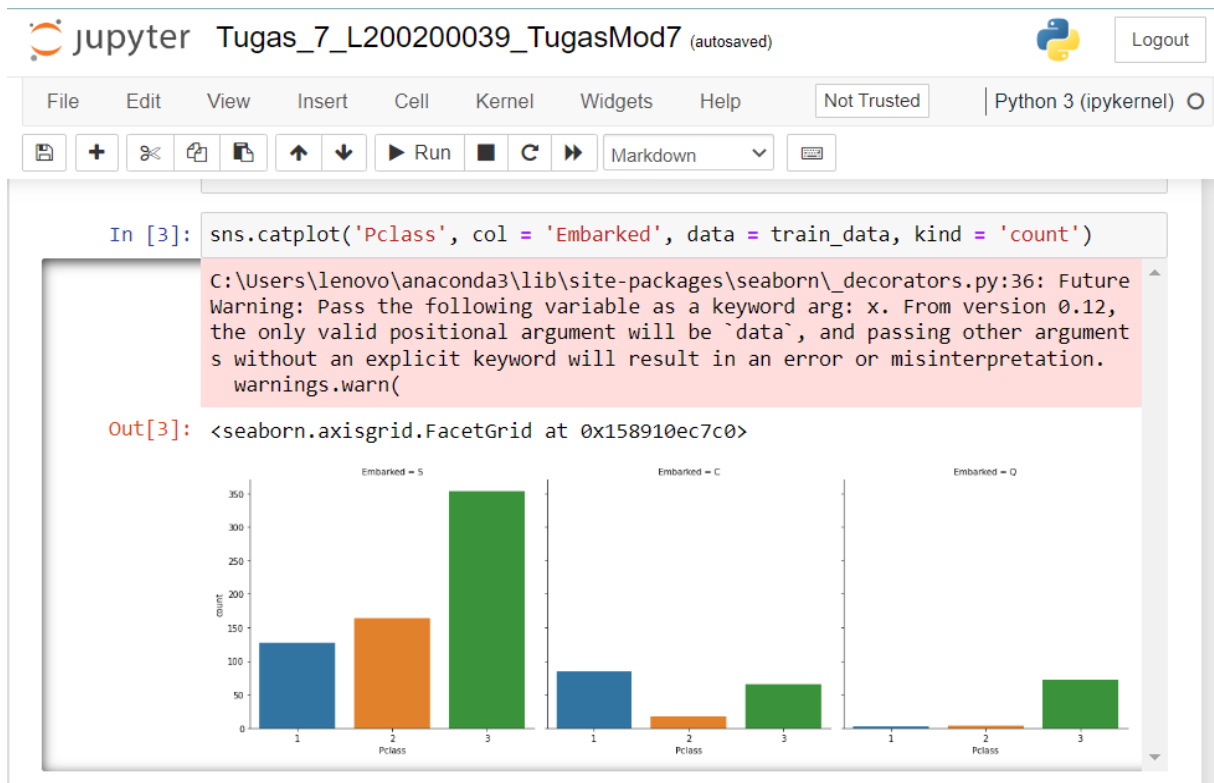 jupyter Tugas_7_L200200039_TugasMod7 (autosaved) Logout
File Edit View Insert Cell Kernel Widgets Help Not Trusted Python 3 (ipykernel)
Run Markdown
In [3]: sns.catplot('Pclass', col = 'Embarked', data = train_data, kind = 'count')
C:\Users\lenovo\anaconda3\lib\site-packages\seaborn\_decorators.py:36: Future
Warning: Pass the following variable as a keyword arg: x. From version 0.12,
the only valid positional argument will be `data`, and passing other argument
s without an explicit keyword will result in an error or misinterpretation.
warnings.warn(
Out[3]: <seaborn.axisgrid.FacetGrid at 0x158910ec7c0>
Embarked = S Embarked = C Embarked = Q
350
300
250
200
150
100
50
0
count
1 2 3 1 2 3 1 2 3
Pclass Pclass Pclass